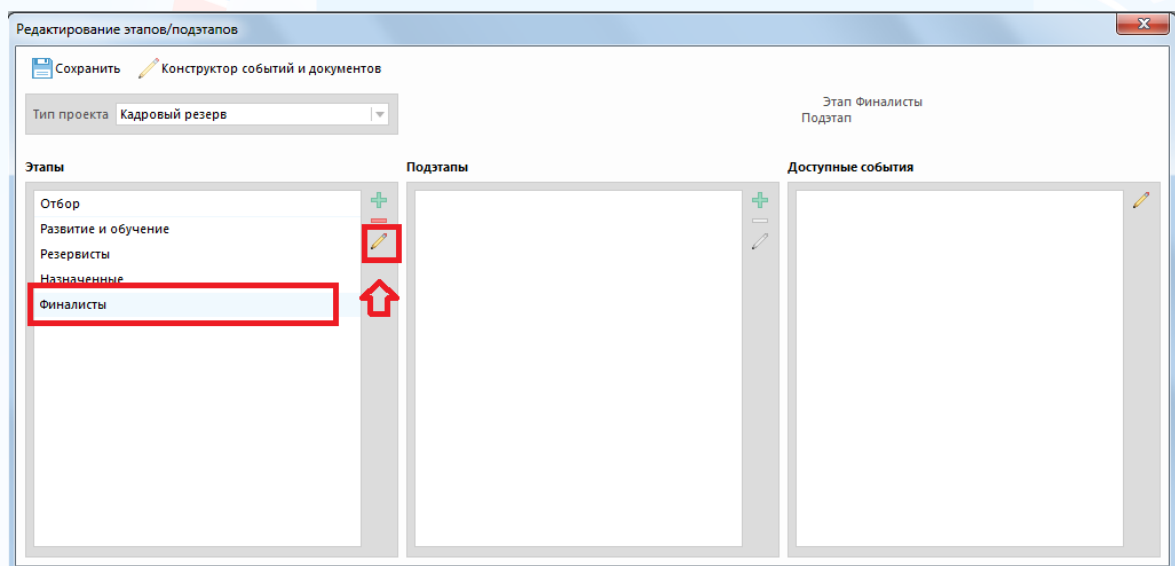 Редактирование этапов/подэтапов
Сохранить Конструктор событий и документов
Тип проекта Кадровый резерв
Этап Финалисты
Подэтап
Этапы
Подэтапы
Доступные события
Отбор
Развитие и обучение
Резервисты
Назначенные
Финалисты